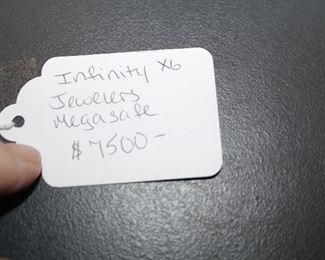 Infinity X6
Jewelers
Megasafe
$7500-